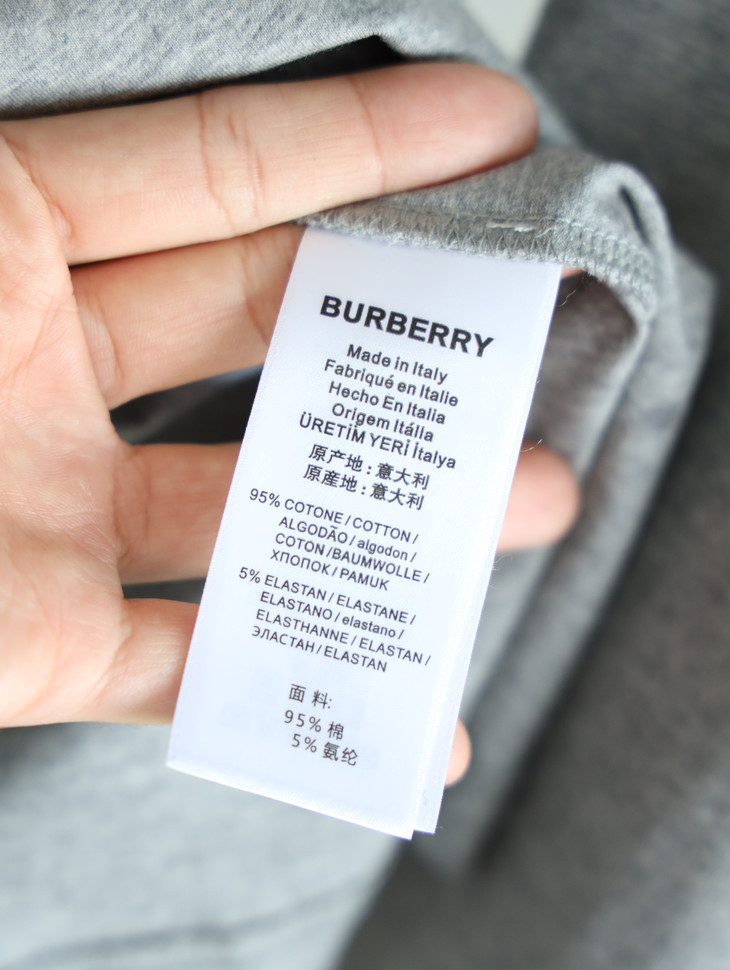 BURBERRY
Made in Italy
Fabriqué en Italie
Hecho En Italia
Origem Itália
ÜRETİM YERİ İtalya
原产地：意大利
原産地：意大利
95% COTONE / COTTON /
ALGODÃO / algodon /
COTON / BAUMWOLLE /
ХПОПОК / PAMUK
5% ELASTAN / ELASTANE /
ELASTANO / elastano /
ELASTHANNE / ELASTAN /
ЭЛАСТАН / ELASTAN
面 料:
95% 棉
5% 氨纶